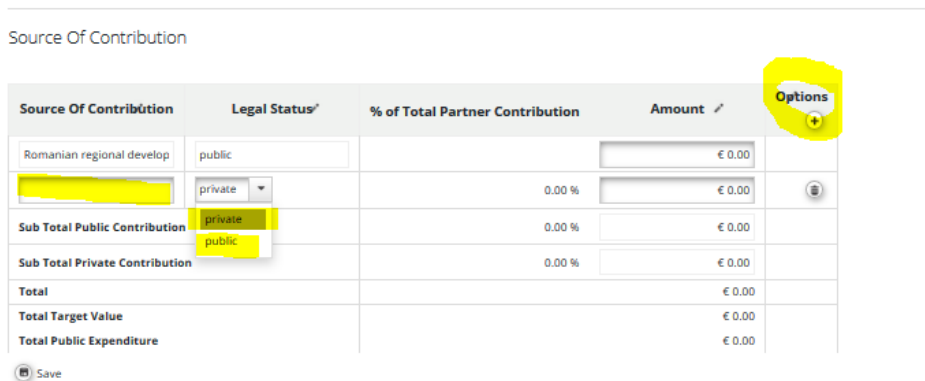 Source Of Contribution
Source Of Contribution Legal Status % of Total Partner Contribution Amount Options
Romanian regional develop public € 0.00
private 0.00 % € 0.00
private
public
Sub Total Public Contribution 0.00 % € 0.00
Sub Total Private Contribution 0.00 % € 0.00
Total € 0.00
Total Target Value € 0.00
Total Public Expenditure € 0.00
Save